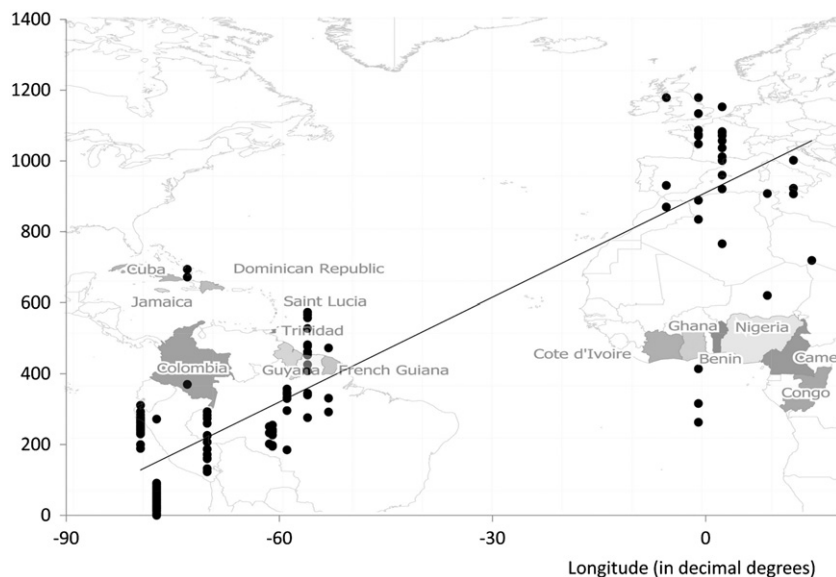 1400
1200
1000
800
600
400
200
0
Cuba
Dominican Republic
Jamaica
Saint Lucia
Trinidad
Colombia
Guyana
French Guiana
Cote d'Ivoire
Ghana
Nigeria
Benin
Came
Congo
-90
-60
-30
0
Longitude (in decimal degrees)